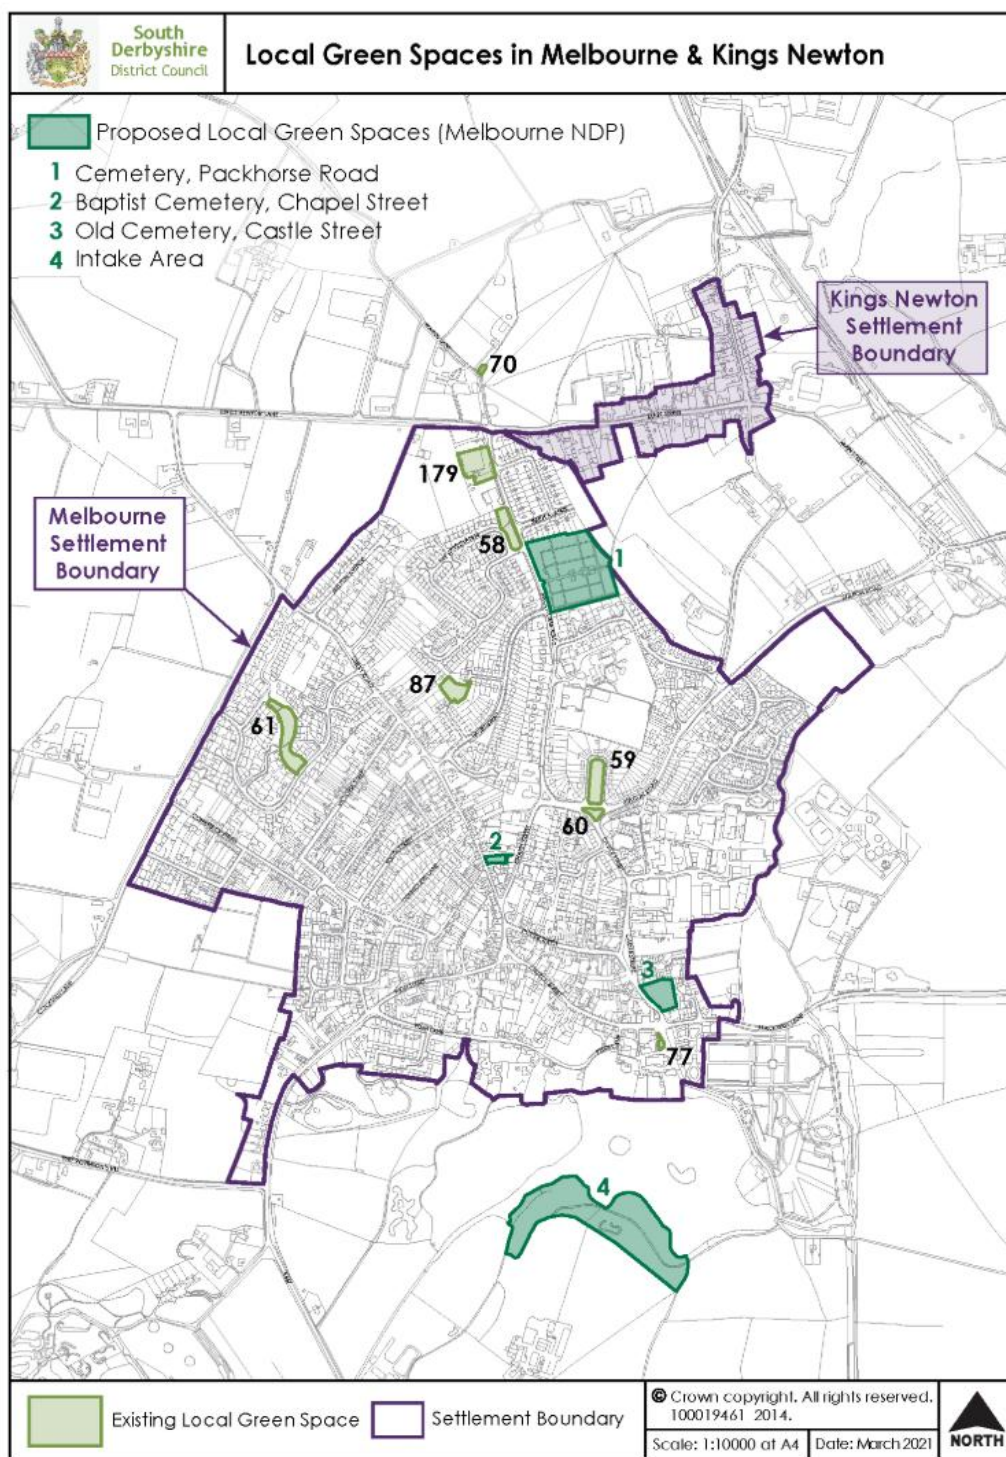 South
Derbyshire
District Council
Local Green Spaces in Melbourne & Kings Newton
Proposed Local Green Spaces (Melbourne NDP)
1 Cemetery, Packhorse Road
2 Baptist Cemetery, Chapel Street
3 Old Cemetery, Castle Street
4 Intake Area
Kings Newton
Settlement
Boundary
70
179
Melbourne
Settlement
Boundary
58
1
87
61
59
60
2
3
77
4
Existing Local Green Space
Settlement Boundary
© Crown copyright. All rights reserved.
100019461 2014.
Scale: 1:10000 at A4
Date: March 2021
NORTH